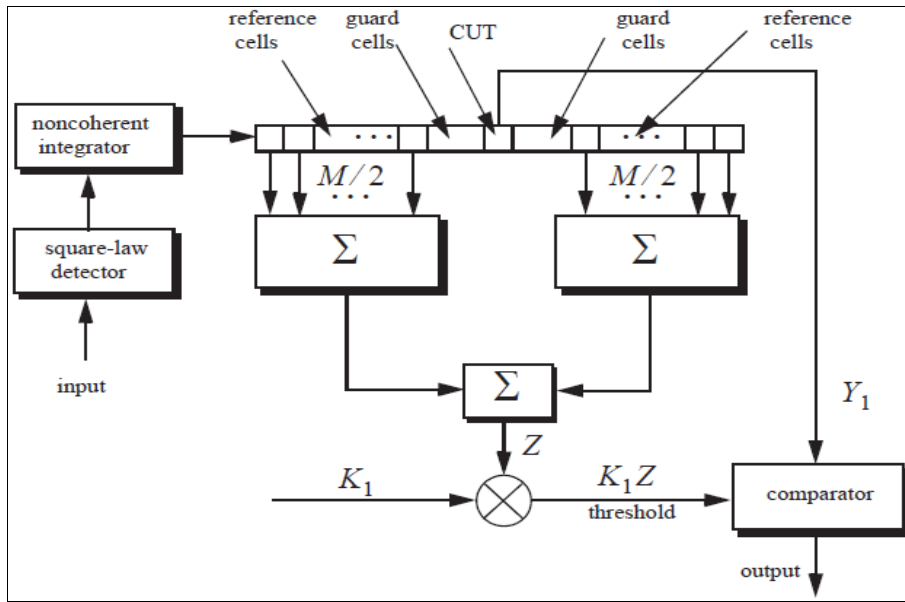 reference
cells
guard
cells
CUT
guard
cells
reference
cells
noncoherent
integrator
...
...
M/2
...
M/2
...
square-law
detector
Σ
Σ
input
Σ
Y₁
Z
K₁
K₁Z
threshold
comparator
output